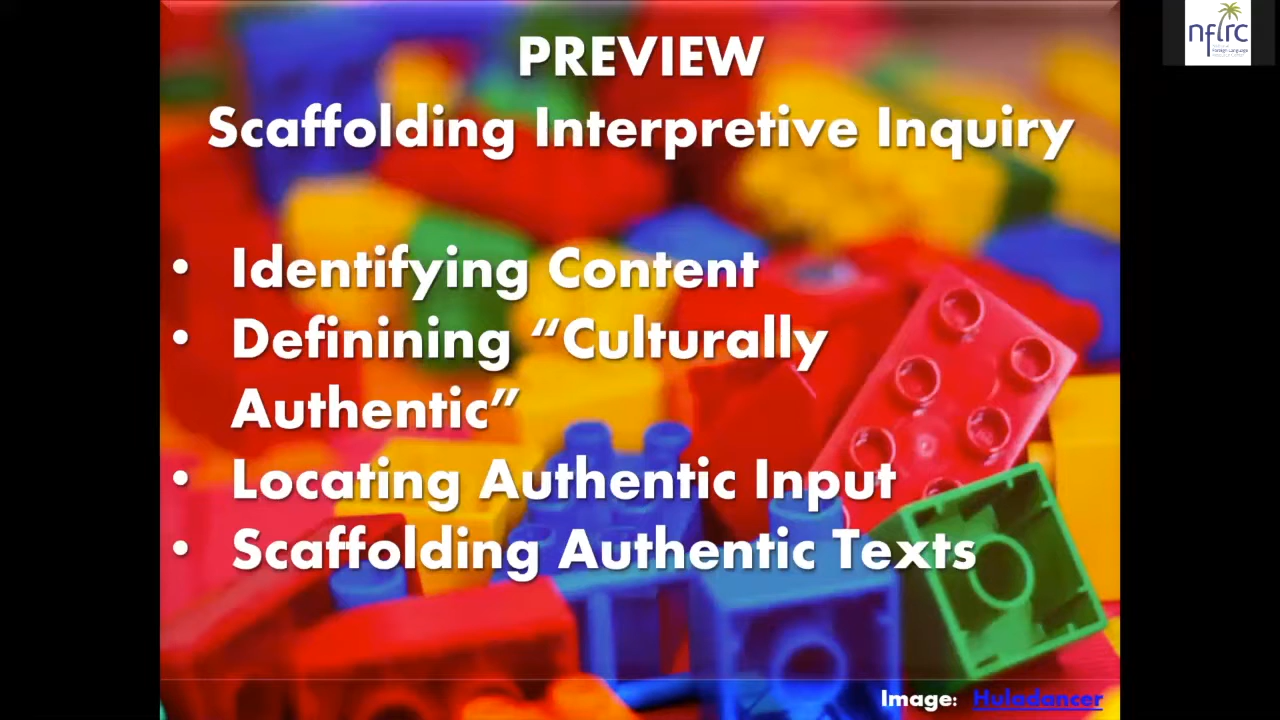 nflrc
PREVIEW
Scaffolding Interpretive Inquiry
• Identifying Content
• Definining “Culturally
Authentic”
• Locating Authentic Input
• Scaffolding Authentic Texts
Image: Huladancer